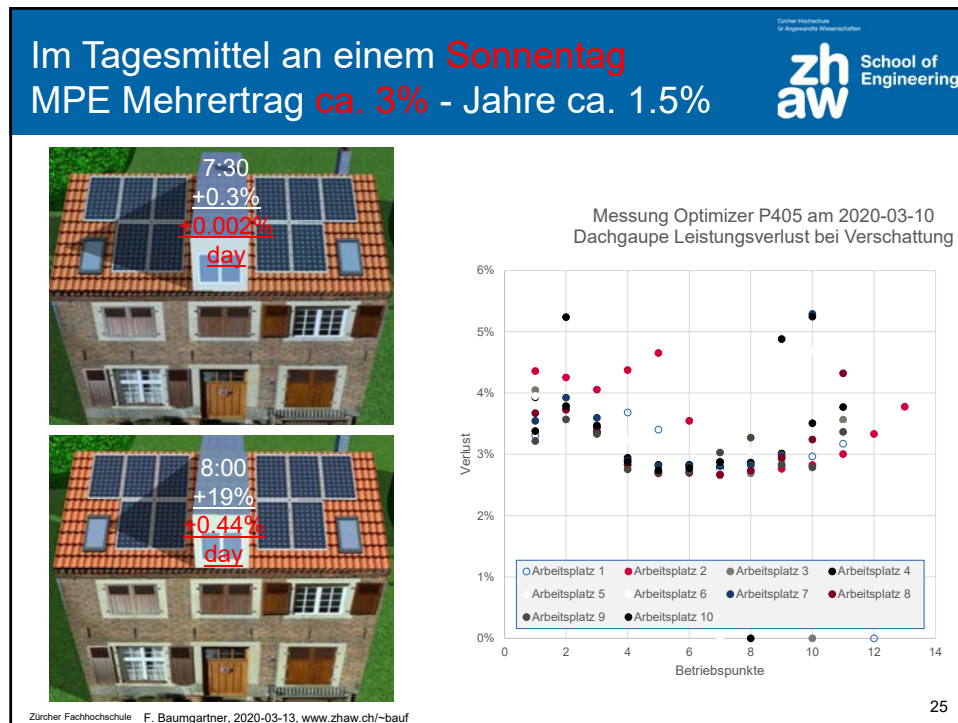 Zürcher Hochschule
für Angewandte Wissenschaften
zh
aw
School of
Engineering
Im Tagesmittel an einem Sonnentag
MPE Mehrertrag ca. 3% - Jahre ca. 1.5%
7:30
+0.3%
+0.002%
day
8:00
+19%
+0.44%
day
Messung Optimizer P405 am 2020-03-10
Dachgaupe Leistungsverlust bei Verschattung
6%
5%
4%
3%
2%
1%
0%
Verlust
Arbeitsplatz 1 Arbeitsplatz 2 Arbeitsplatz 3 Arbeitsplatz 4
Arbeitsplatz 5 Arbeitsplatz 6 Arbeitsplatz 7 Arbeitsplatz 8
Arbeitsplatz 9 Arbeitsplatz 10
0 2 4 6 8 10 12 14
Betriebspunkte
Zürcher Fachhochschule F. Baumgartner, 2020-03-13, www.zhaw.ch/~bauf
25